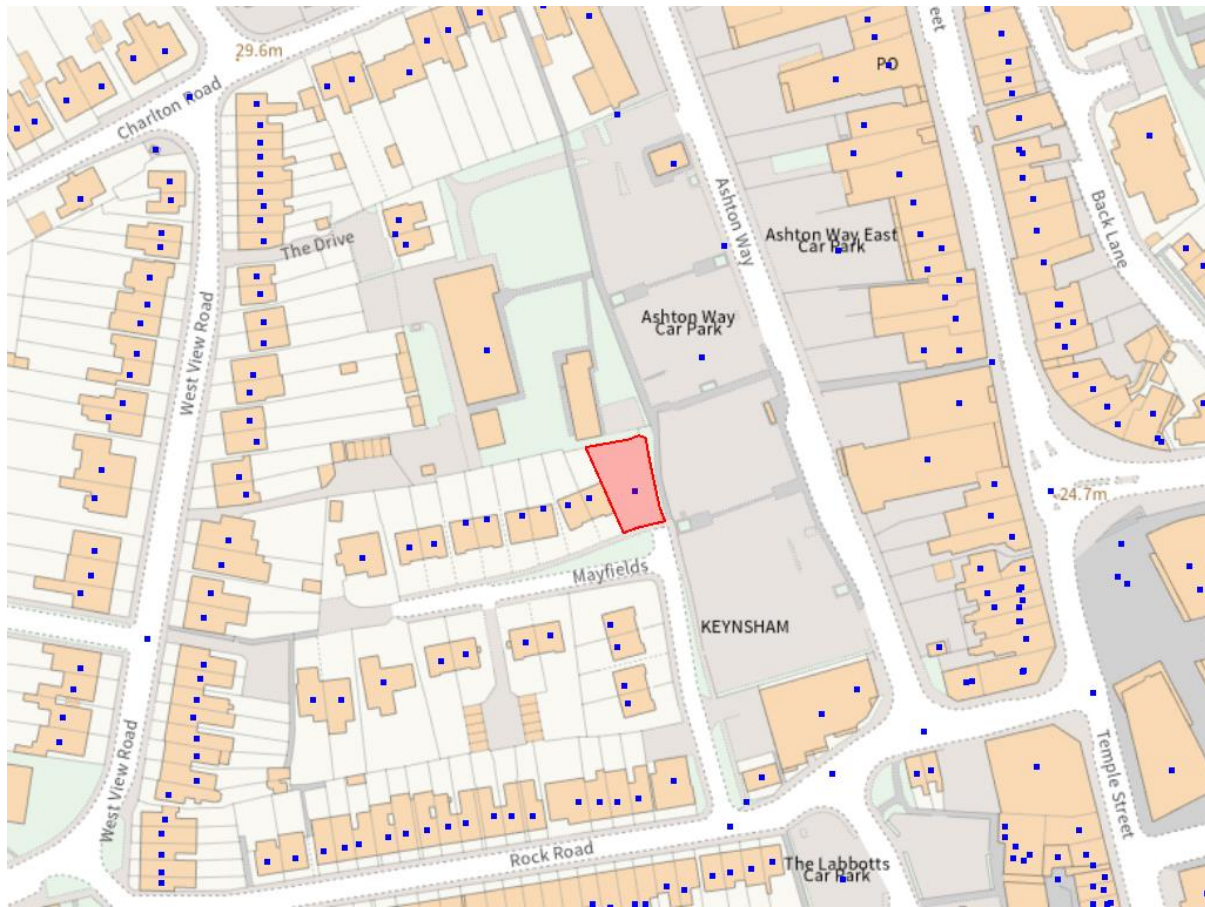 29.6m
PO
eet
Charlton Road
Ashton Way
Back Lane
Ashton Way East
Car Park
The Drive
Ashton Way
Car Park
West View Road
24.7m
Mayfields
KEYNSHAM
West View Road
Temple Street
Rock Road
The Labbotts
Car Park